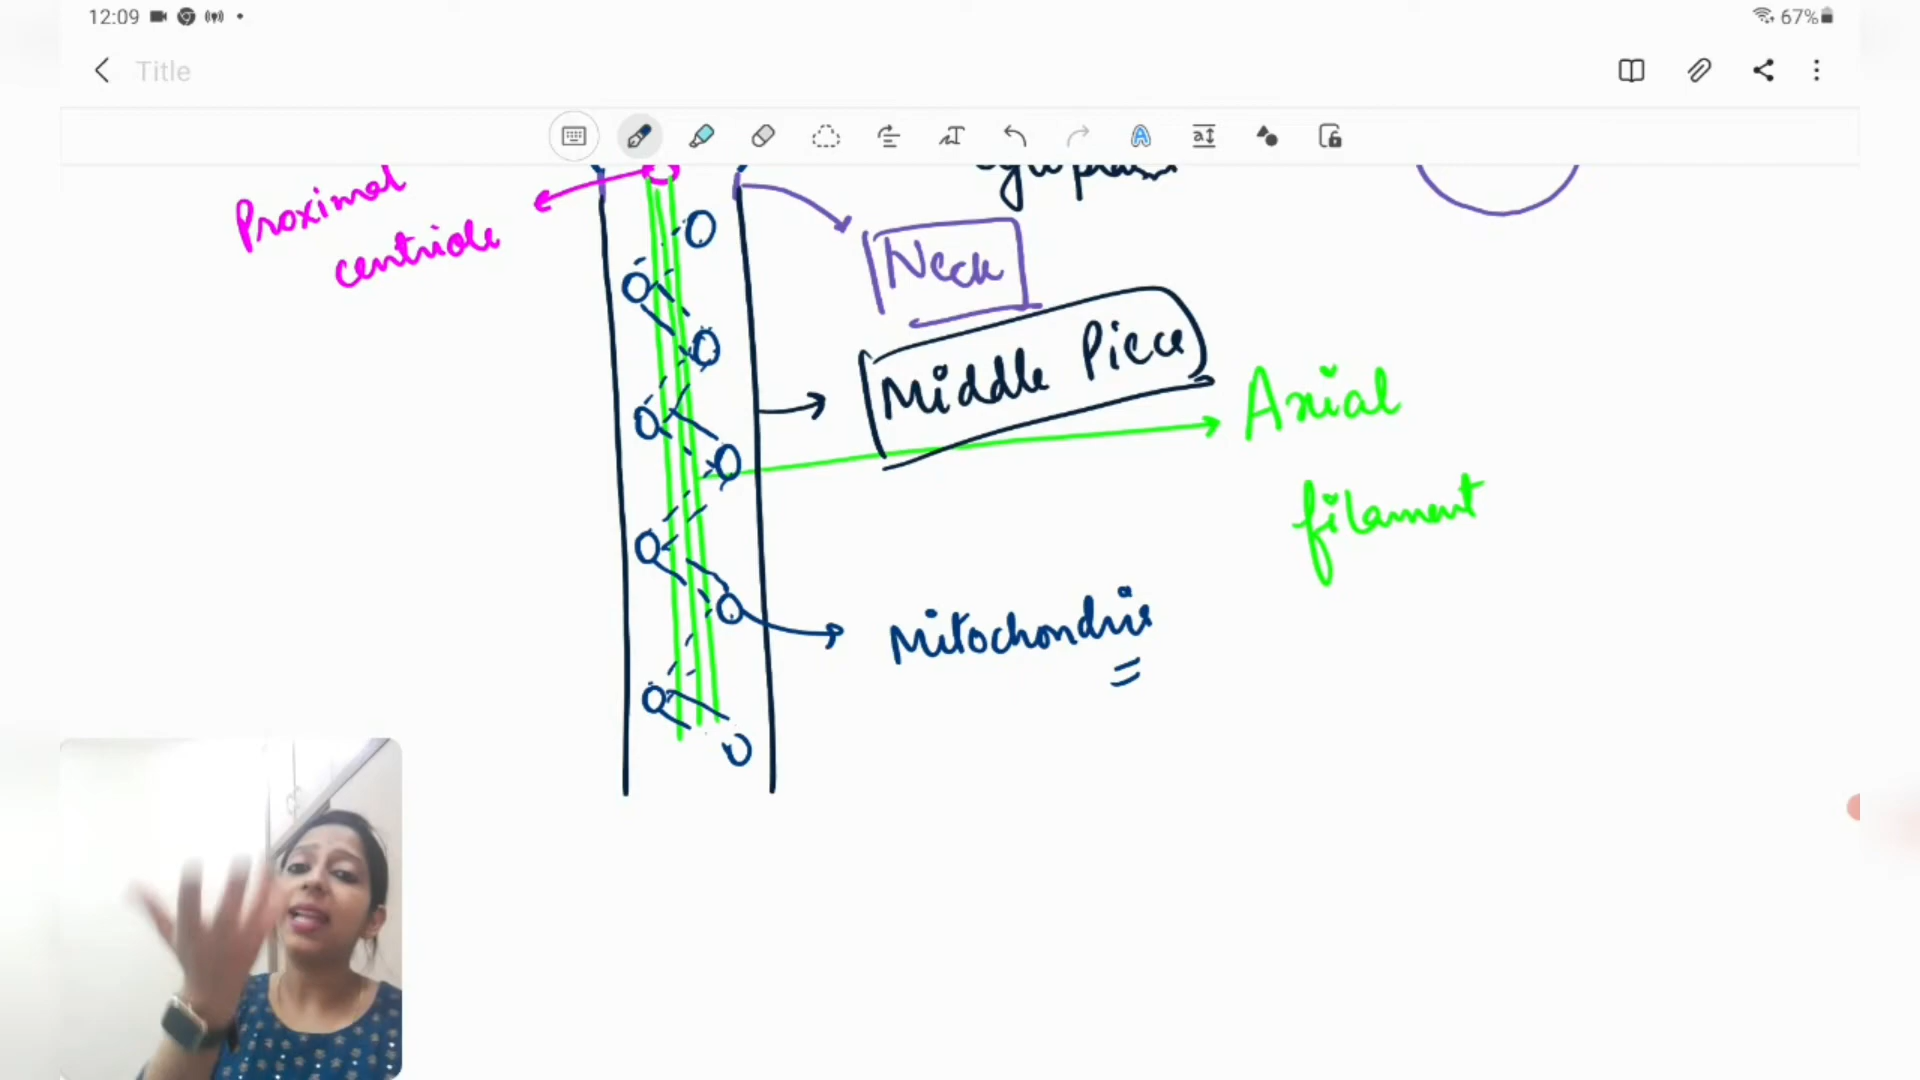 12:09
67%
Title
Proximal
centriole
Neck
Middle Piece
Axial
filament
Mitochondria